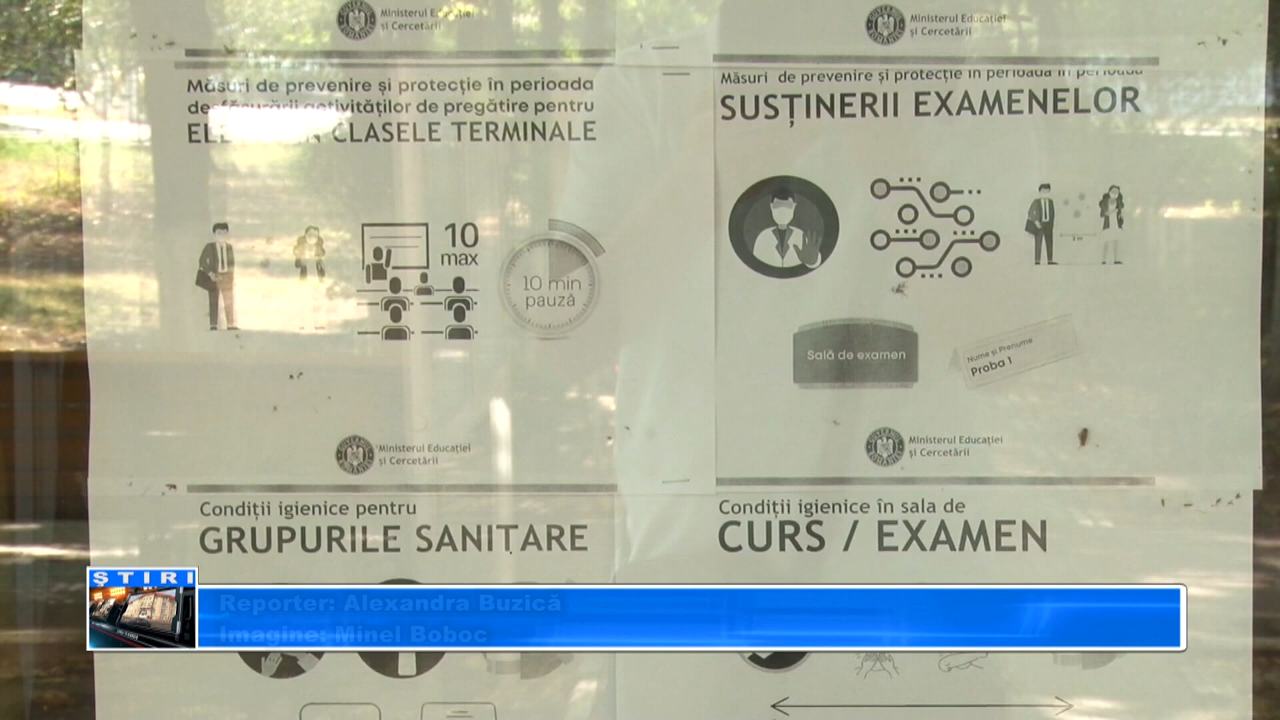 Ministerul Educației
și Cercetării
Măsuri de prevenire și protecție în perioada
desfășurării activităților de pregătire pentru
CLASELE TERMINALE
10
max
10 min
pauză
Ministerul Educației
și Cercetării
Măsuri de prevenire și protecție în perioada în perioada
SUSȚINERII EXAMENELOR
Sală de examen
Nume și Prenume
Proba 1
Ministerul Educației
și Cercetării
Condiții igienice pentru
GRUPURILE SANITARE
Ministerul Educației
și Cercetării
Condiții igienice în sala de
CURS / EXAMEN
ȘTIRI
Reporter: Alexandra Buzică
Imagine: Minel Boboc